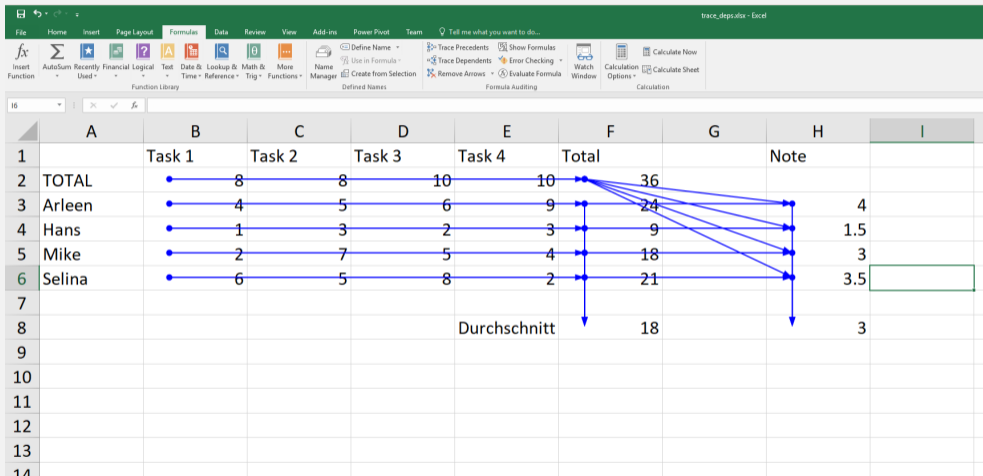 trace_deps.xlsx - Excel
File Home Insert Page Layout Formulas Data Review View Add-ins Power Pivot Team Tell me what you want to do...
fx Insert Function
Σ AutoSum
Recently Used
Financial
Logical
Text
Date & Time
Lookup & Reference
Math & Trig
More Functions
Function Library
Name Manager
Define Name
Use in Formula
Create from Selection
Defined Names
Trace Precedents
Trace Dependents
Remove Arrows
Show Formulas
Error Checking
Evaluate Formula
Formula Auditing
Watch Window
Calculation Options
Calculate Now
Calculate Sheet
Calculation
I6 fx
A B C D E F G H I
1 Task 1 Task 2 Task 3 Task 4 Total Note
2 TOTAL 8 8 10 10 36
3 Arleen 4 5 6 9 24 4
4 Hans 1 3 2 3 9 1.5
5 Mike 2 7 5 4 18 3
6 Selina 6 5 8 2 21 3.5
7
8 Durchschnitt 18 3
9
10
11
12
13
14